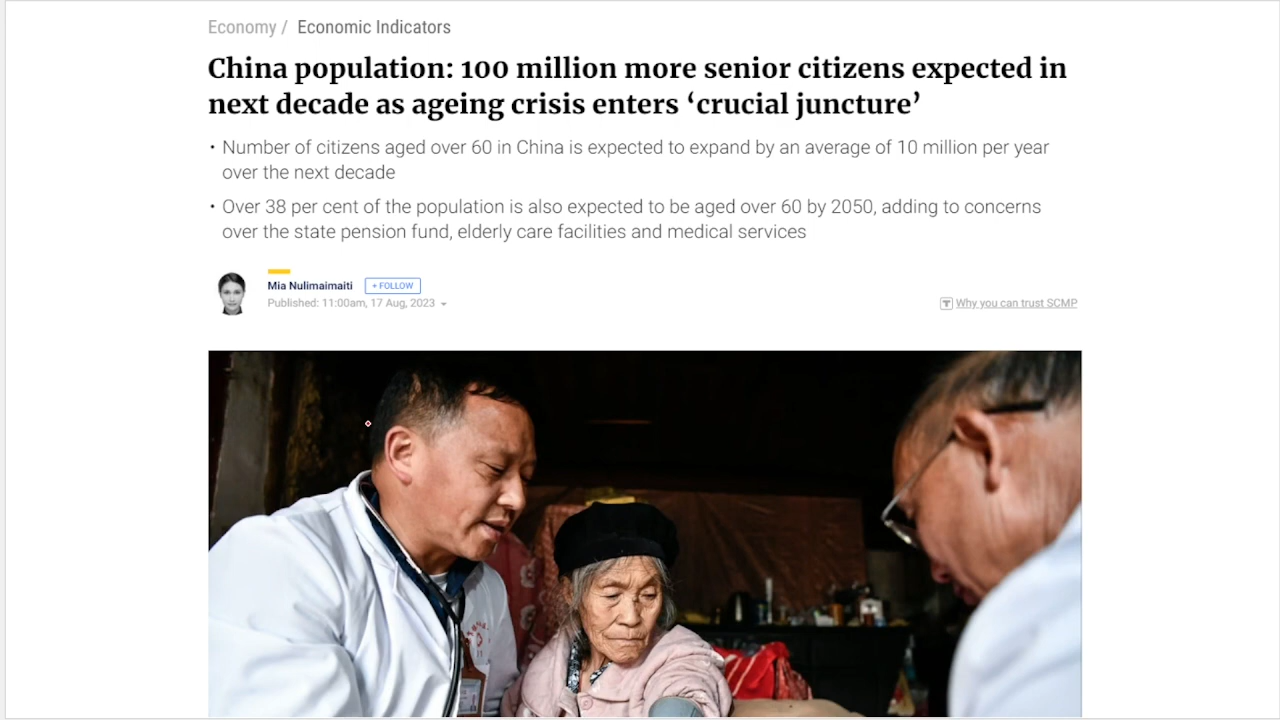 Economy / Economic Indicators
China population: 100 million more senior citizens expected in
next decade as ageing crisis enters ‘crucial juncture’
• Number of citizens aged over 60 in China is expected to expand by an average of 10 million per year
over the next decade
• Over 38 per cent of the population is also expected to be aged over 60 by 2050, adding to concerns
over the state pension fund, elderly care facilities and medical services
Mia Nulimaimaiti + FOLLOW
Published: 11:00am, 17 Aug, 2023
Why you can trust SCMP